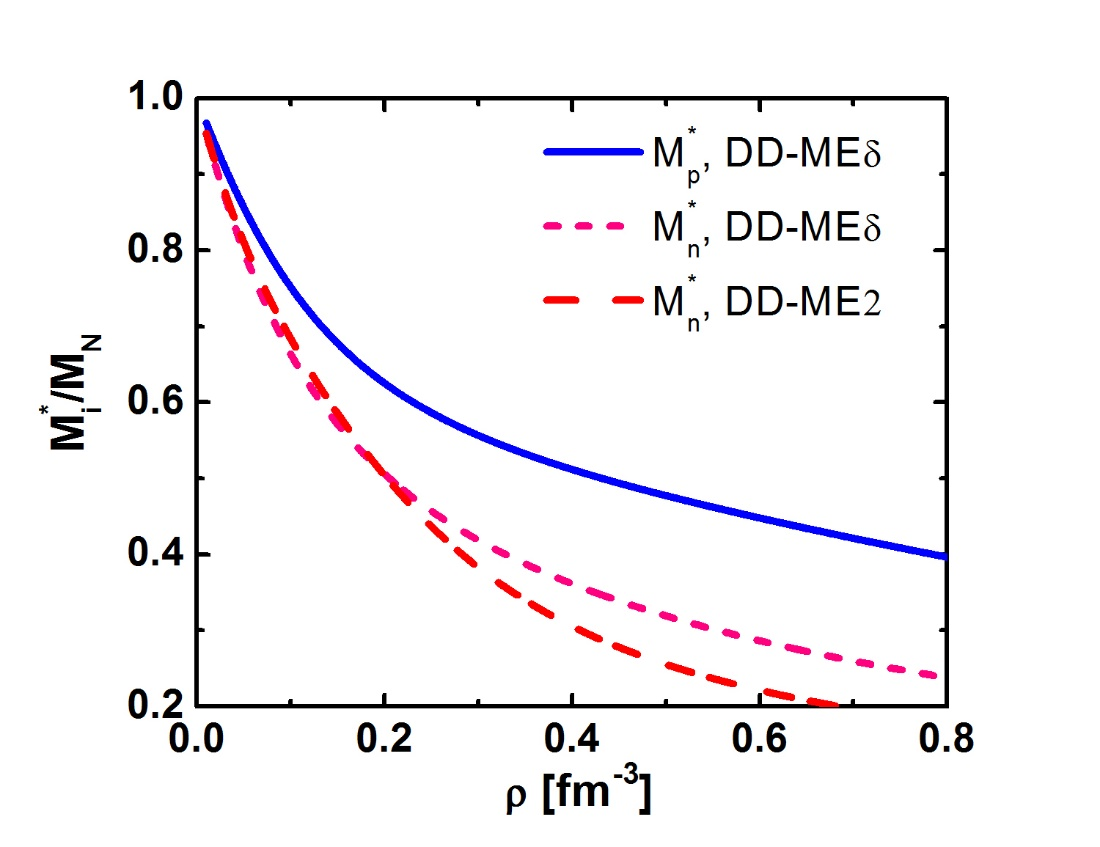 1.0
0.8
0.6
0.4
0.2
0.0 0.2 0.4 0.6 0.8
M*i/MN
ρ [fm-3]
M*p, DD-MEδ
M*n, DD-MEδ
M*n, DD-ME2